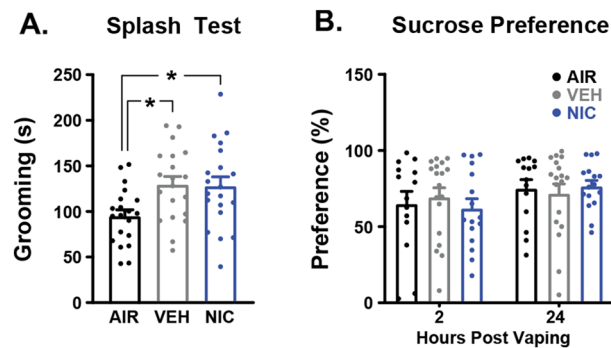 A. Splash Test
Grooming (s)
250
200
150
100
50
0
* 
*
AIR VEH NIC
B. Sucrose Preference
Preference (%)
150
100
50
0
AIR
VEH
NIC
2 24
Hours Post Vaping